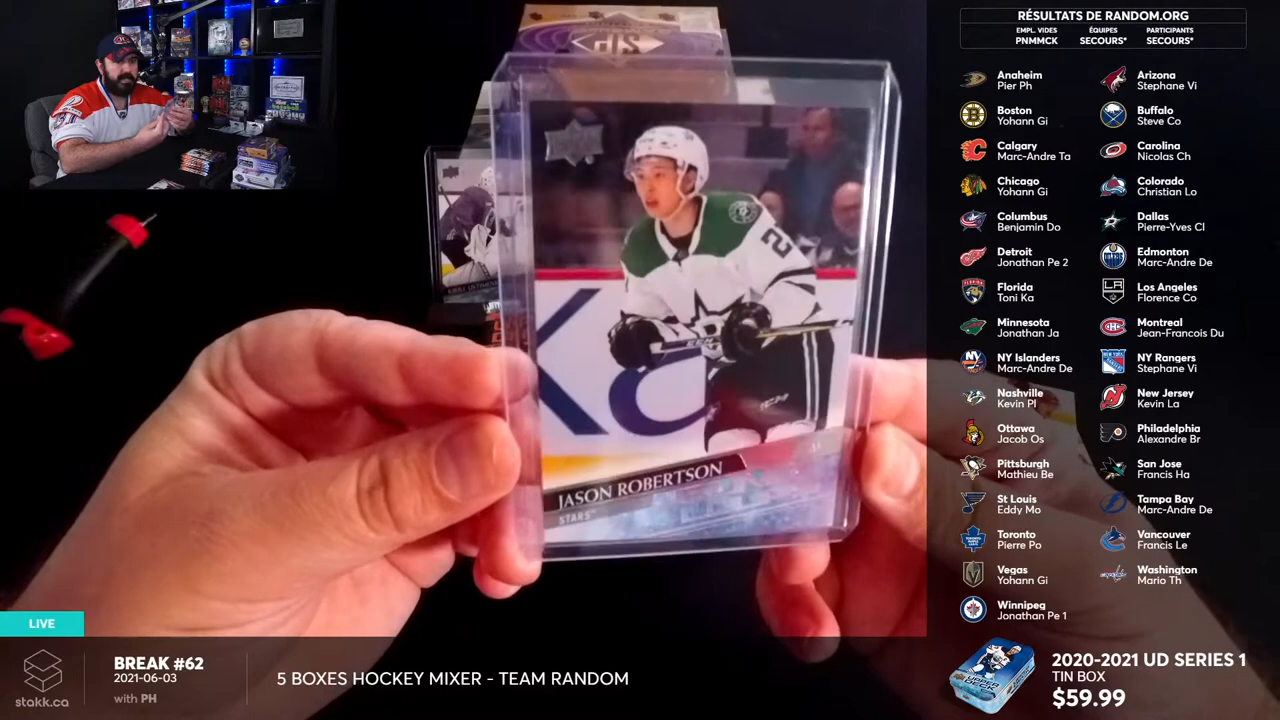 RÉSULTATS DE RANDOM.ORG
EMPL. VIDES
PNMMCK
ÉQUIPES
SECOURS*
PARTICIPANTS
SECOURS*
Anaheim
Pier Ph
Arizona
Stephane Vi
Boston
Yohann Gi
Buffalo
Steve Co
Calgary
Marc-Andre Ta
Carolina
Nicolas Ch
Chicago
Yohann Gi
Colorado
Christian Lo
Columbus
Benjamin Do
Dallas
Pierre-Yves Cl
Detroit
Jonathan Pe 2
Edmonton
Marc-Andre De
Florida
Toni Ka
Los Angeles
Florence Co
Minnesota
Jonathan Ja
Montreal
Jean-Francois Du
NY Islanders
Marc-Andre De
NY Rangers
Stephane Vi
Nashville
Kevin Pl
New Jersey
Kevin La
Ottawa
Jacob Os
Philadelphia
Alexandre Br
Pittsburgh
Mathieu Be
San Jose
Francis Ha
St Louis
Eddy Mo
Tampa Bay
Marc-Andre De
Toronto
Pierre Po
Vancouver
Francis Le
Vegas
Yohann Gi
Washington
Mario Th
Winnipeg
Jonathan Pe 1
SP
JASON ROBERTSON
STARS
LIVE
stakk.ca
BREAK #62
2021-06-03
with PH
5 BOXES HOCKEY MIXER - TEAM RANDOM
2020-2021 UD SERIES 1
TIN BOX
$59.99